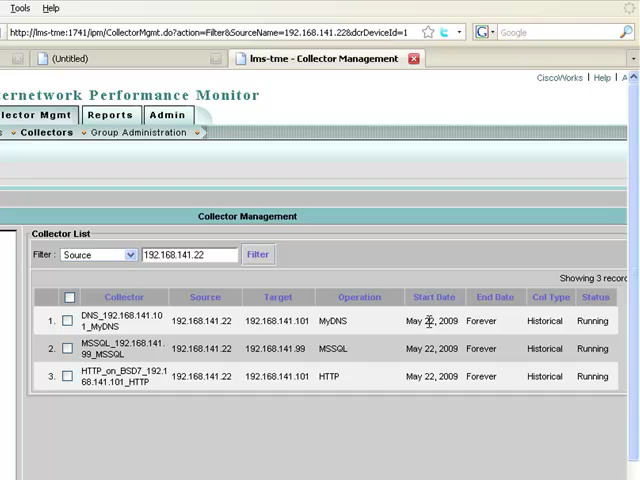 Tools Help
http://lms-tme:1741/ipm/CollectorMgmt.do?action=Filter&SourceName=192.168.141.22&dcrDeviceId=1
Google
(Untitled)
lms-tme - Collector Management
CiscoWorks | Help |
ternetwork Performance Monitor
llector Mgmt Reports Admin
s Collectors Group Administration
Collector Management
Collector List
Filter : Source 192.168.141.22 Filter
Showing 3 record
Collector Source Target Operation Start Date End Date Col Type Status
1. DNS_192.168.141.10 192.168.141.22 192.168.141.101 MyDNS May 22, 2009 Forever Historical Running
1_MyDNS
2. MSSQL_192.168.141. 192.168.141.22 192.168.141.99 MSSQL May 22, 2009 Forever Historical Running
99_MSSQL
3. HTTP_on_BSD7_192.1 192.168.141.22 192.168.141.101 HTTP May 22, 2009 Forever Historical Running
68.141.101_HTTP